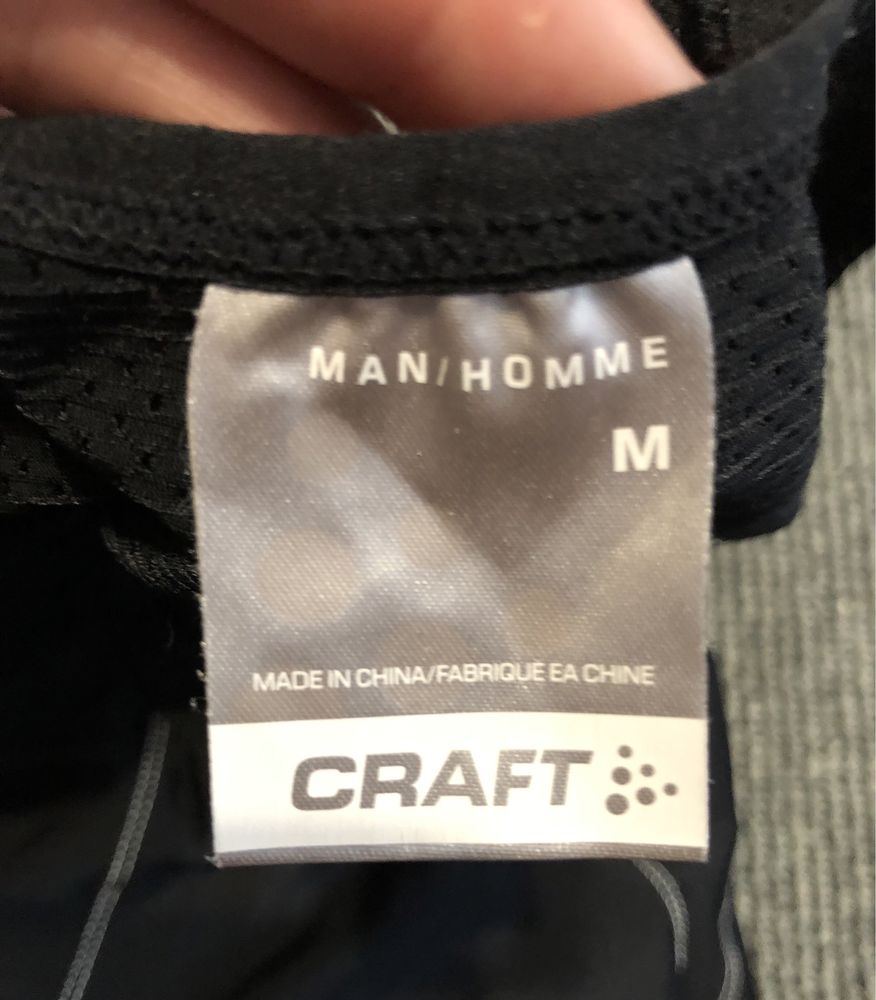 MAN/HOMME
M
MADE IN CHINA/FABRIQUE EA CHINE
CRAFT